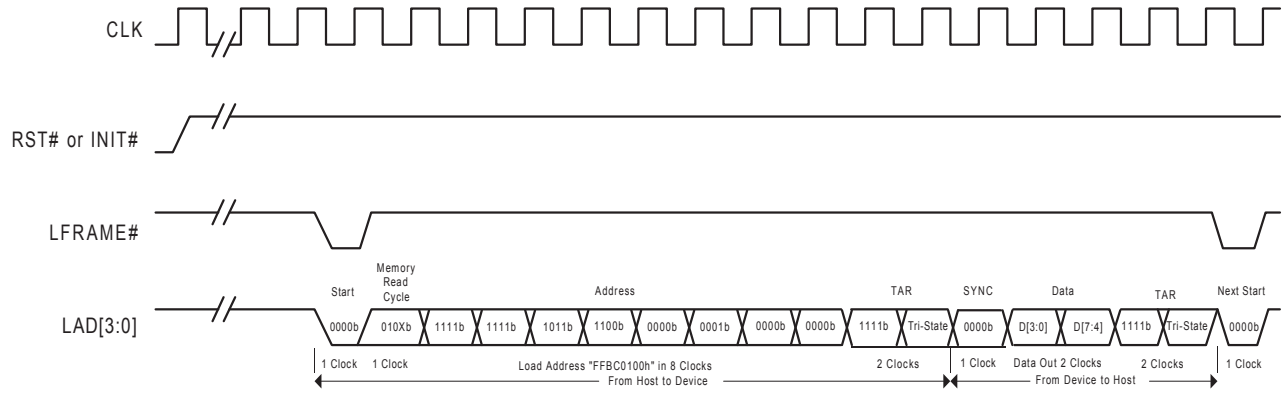 CLK
RST# or INIT#
LFRAME#
Memory
Read
Cycle
Start
Address
TAR
SYNC
Data
TAR
Next Start
LAD[3:0]
0000b
010Xb
1111b
1111b
1011b
1100b
0000b
0001b
0000b
0000b
1111b
Tri-State
0000b
D[3:0]
D[7:4]
1111b
Tri-State
0000b
1 Clock
1 Clock
Load Address "FFBC0100h" in 8 Clocks
2 Clocks
1 Clock
Data Out 2 Clocks
2 Clocks
1 Clock
From Host to Device
From Device to Host